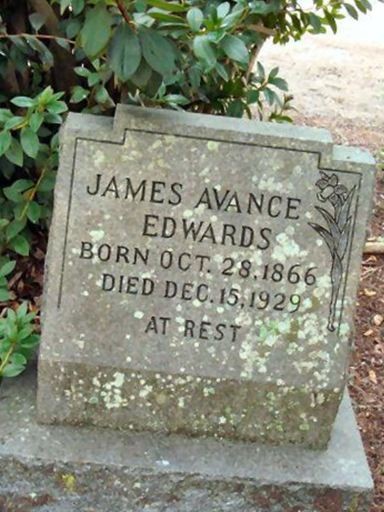 JAMES AVANCE
EDWARDS
BORN OCT. 28, 1866
DIED DEC. 15, 1929
AT REST